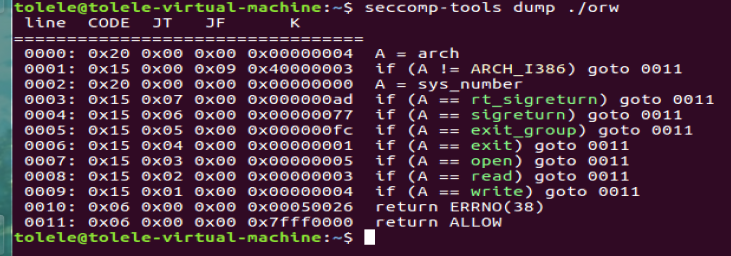 tolele@tolele-virtual-machine:~$ seccomp-tools dump ./orw
line CODE JT JF K
=================================
0000: 0x20 0x00 0x00 0x00000004 A = arch
0001: 0x15 0x00 0x09 0x40000003 if (A != ARCH_I386) goto 0011
0002: 0x20 0x00 0x00 0x00000000 A = sys_number
0003: 0x15 0x07 0x00 0x000000ad if (A == rt_sigreturn) goto 0011
0004: 0x15 0x06 0x00 0x00000077 if (A == sigreturn) goto 0011
0005: 0x15 0x05 0x00 0x000000fc if (A == exit_group) goto 0011
0006: 0x15 0x04 0x00 0x00000001 if (A == exit) goto 0011
0007: 0x15 0x03 0x00 0x00000005 if (A == open) goto 0011
0008: 0x15 0x02 0x00 0x00000003 if (A == read) goto 0011
0009: 0x15 0x01 0x00 0x00000004 if (A == write) goto 0011
0010: 0x06 0x00 0x00 0x00050026 return ERRNO(38)
0011: 0x06 0x00 0x00 0x7fff0000 return ALLOW
tolele@tolele-virtual-machine:~$